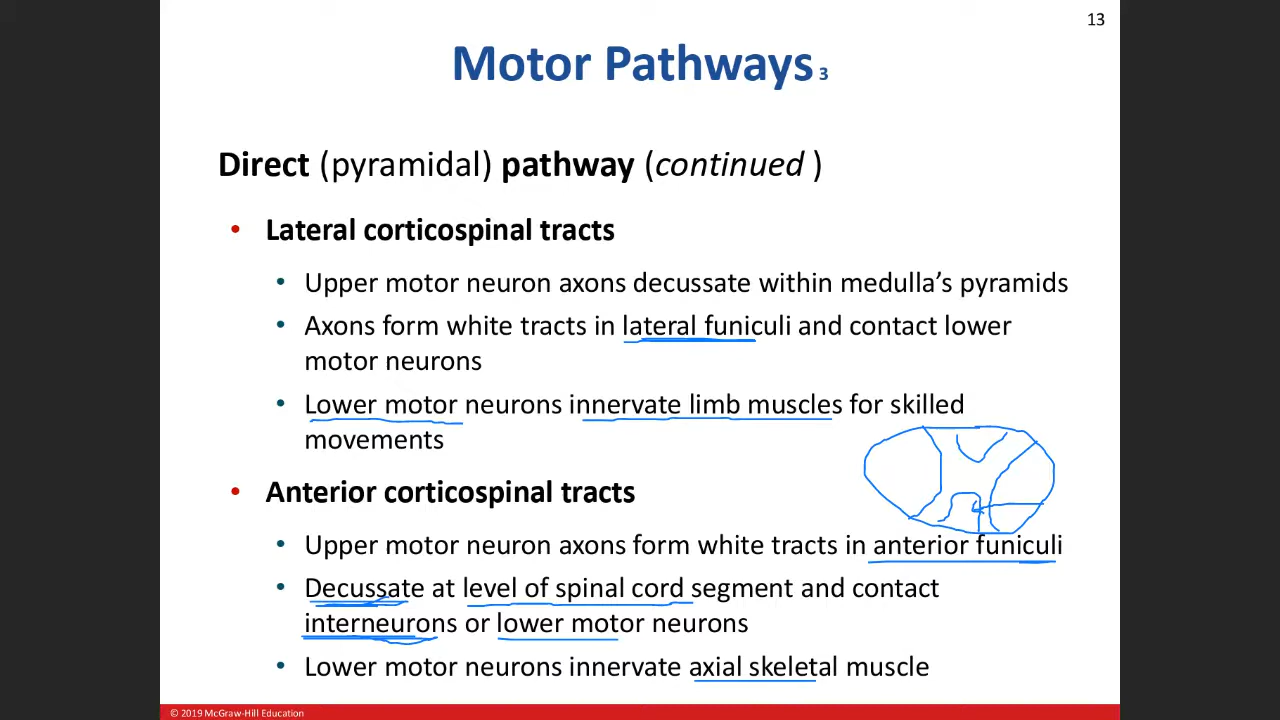 13
Motor Pathways 3
Direct (pyramidal) pathway (continued )
• Lateral corticospinal tracts
• Upper motor neuron axons decussate within medulla’s pyramids
• Axons form white tracts in lateral funiculi and contact lower
motor neurons
• Lower motor neurons innervate limb muscles for skilled
movements
• Anterior corticospinal tracts
• Upper motor neuron axons form white tracts in anterior funiculi
• Decussate at level of spinal cord segment and contact
interneurons or lower motor neurons
• Lower motor neurons innervate axial skeletal muscle
© 2019 McGraw-Hill Education